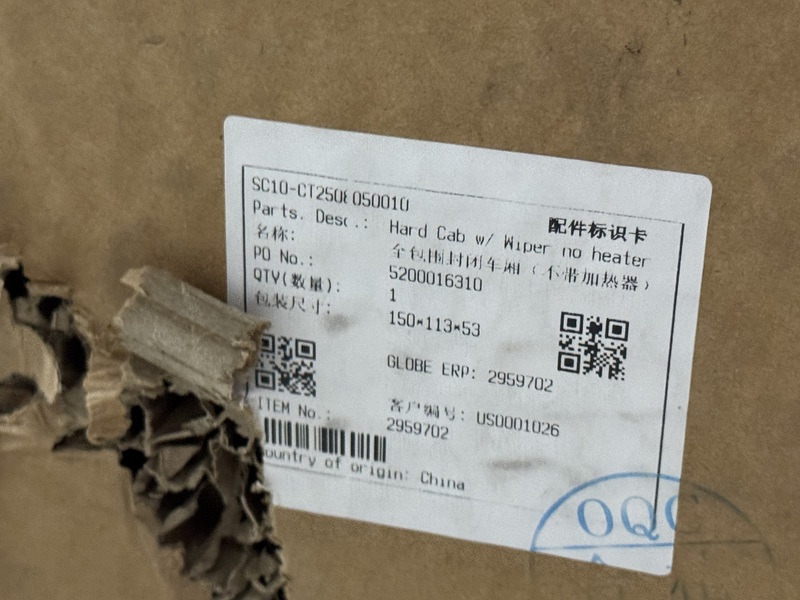 SC10-CT2508050010
配件标识卡
Parts. Desc.: Hard Cab w/ Wiper no heater
名称: 全包围封闭车厢（不带加热器）
PO No.: 5200016310
QTY(数量): 1
包装尺寸: 150*113*53
GLOBE ERP: 2959702
客户编号: US0001026
ITEM No.: 2959702
ountry of origin: China
OQC